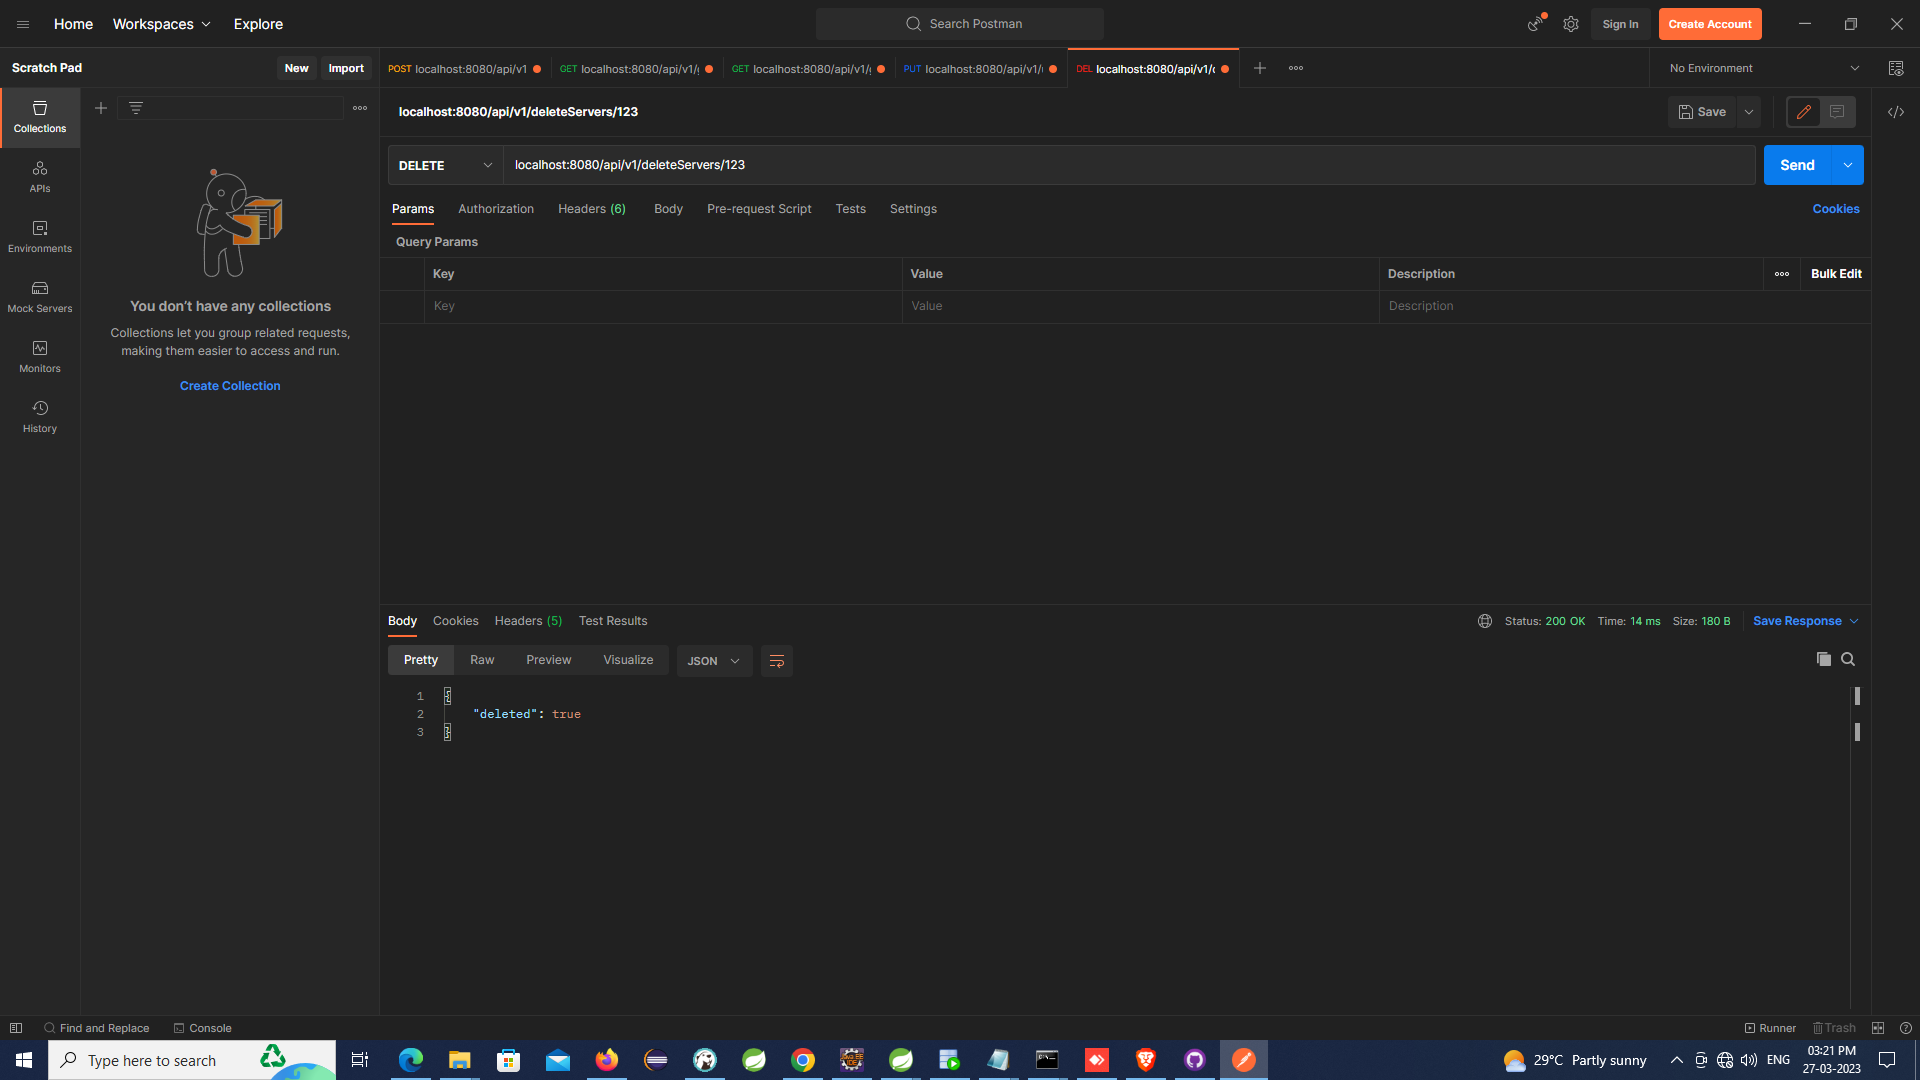 Home Workspaces Explore
Search Postman
Sign In Create Account
Scratch Pad New Import
POST localhost:8080/api/v1
GET localhost:8080/api/v1/
GET localhost:8080/api/v1/
PUT localhost:8080/api/v1/
DEL localhost:8080/api/v1/
No Environment
Collections
APIs
Environments
Mock Servers
Monitors
History
You don't have any collections
Collections let you group related requests,
making them easier to access and run.
Create Collection
localhost:8080/api/v1/deleteServers/123
Save
DELETE localhost:8080/api/v1/deleteServers/123
Send
Params Authorization Headers (6) Body Pre-request Script Tests Settings Cookies
Query Params
Key Value Description Bulk Edit
Key Value Description
Body Cookies Headers (5) Test Results
Status: 200 OK Time: 14 ms Size: 180 B Save Response
Pretty Raw Preview Visualize JSON
1 {
2 "deleted": true
3 }
Find and Replace Console Runner Trash
Type here to search
29°C Partly sunny ENG
03:21 PM
27-03-2023